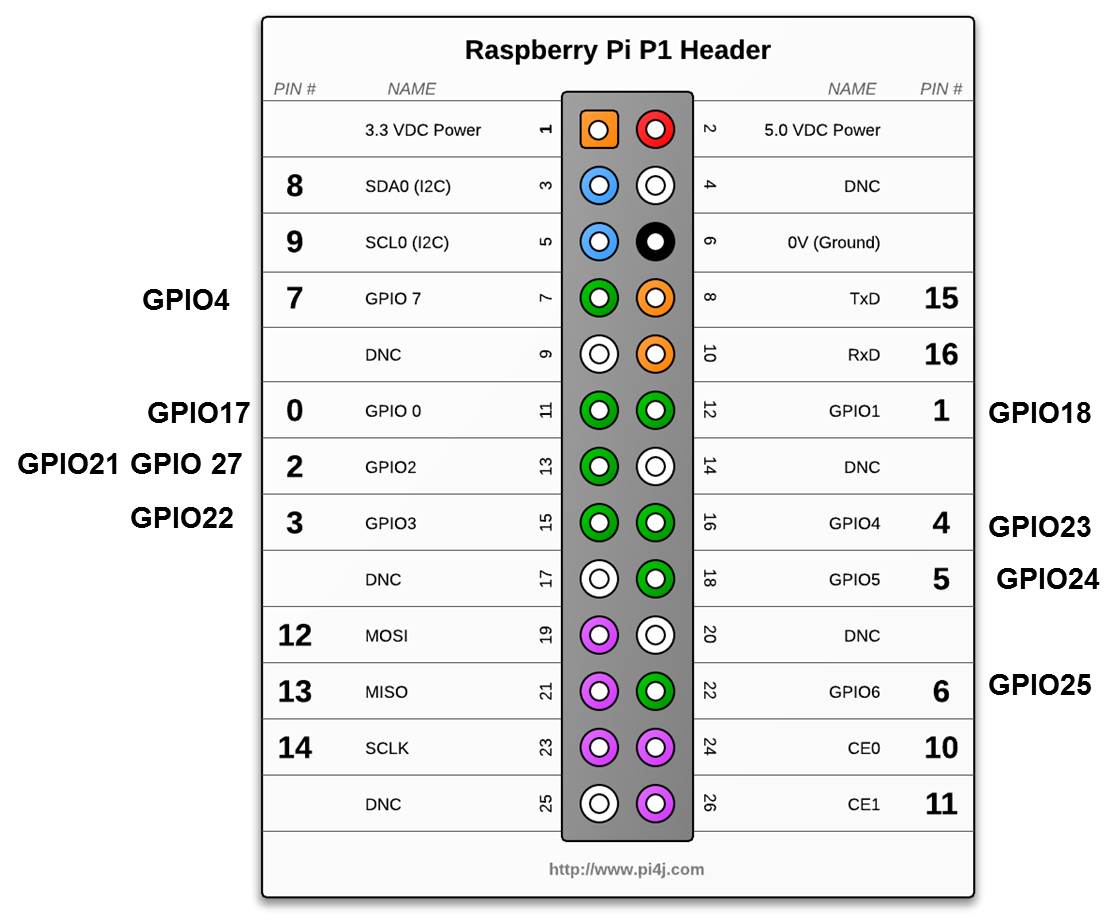 Raspberry Pi P1 Header
PIN # NAME NAME PIN #
3.3 VDC Power 1 2 5.0 VDC Power
8 SDA0 (I2C) 3 4 DNC
9 SCL0 (I2C) 5 6 0V (Ground)
GPIO4 7 GPIO 7 7 8 TxD 15
DNC 9 10 RxD 16
GPIO17 0 GPIO 0 11 12 GPIO1 1 GPIO18
GPIO21 GPIO 27 2 GPIO2 13 14 DNC
GPIO22 3 GPIO3 15 16 GPIO4 4 GPIO23
DNC 17 18 GPIO5 5 GPIO24
12 MOSI 19 20 DNC
13 MISO 21 22 GPIO6 6 GPIO25
14 SCLK 23 24 CE0 10
DNC 25 26 CE1 11
http://www.pi4j.com